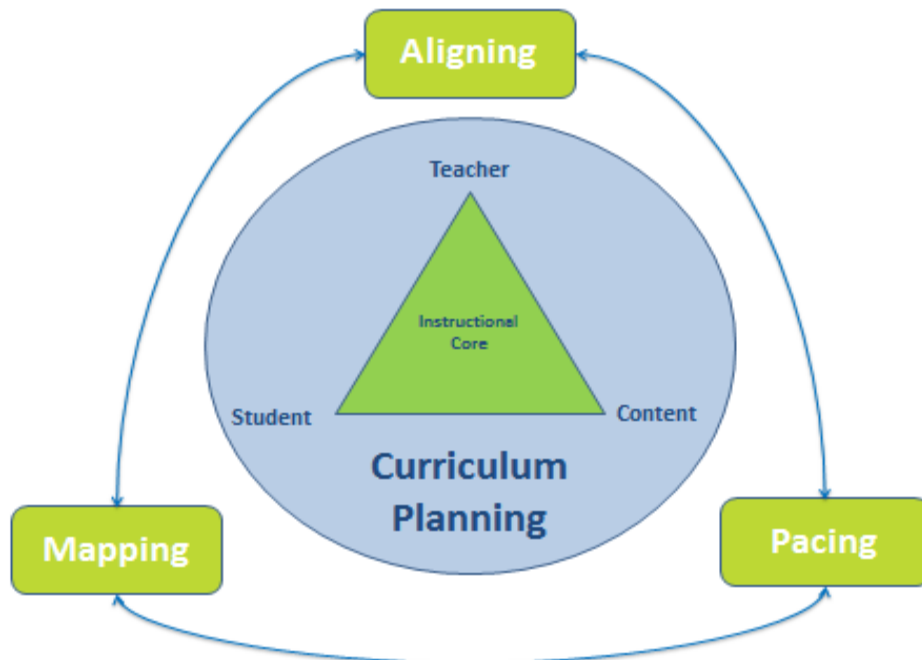 Aligning
Teacher
Instructional
Core
Student
Content
Curriculum
Planning
Mapping
Pacing